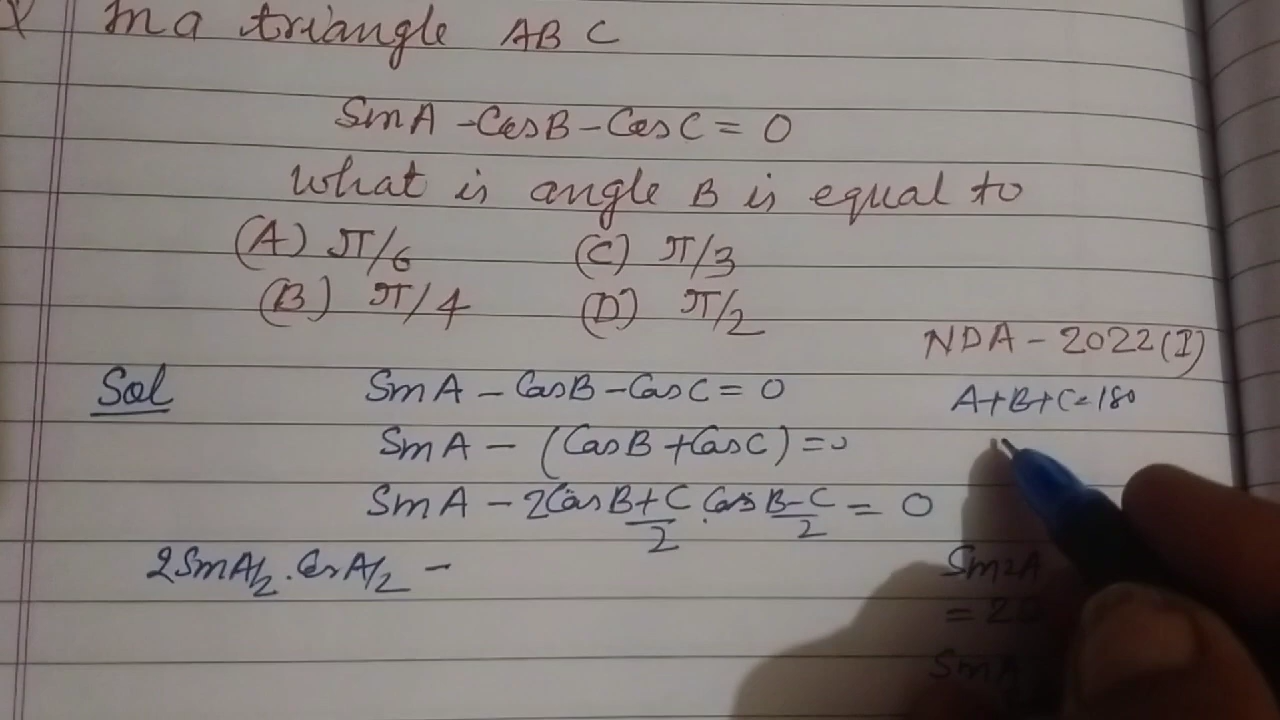 In a triangle ABC
SinA - CosB - CosC = 0
what is angle B is equal to
(A) π/6 (C) π/3
(B) π/4 (D) π/2
NDA - 2022 (I)
Sol SinA - CosB - CosC = 0 A+B+C=180
SinA - (CosB + CosC) = 0
SinA - 2Cos B+C/2 . Cos B-C/2 = 0
2SinA/2 . CosA/2 - Sin2A
= 2
Sin